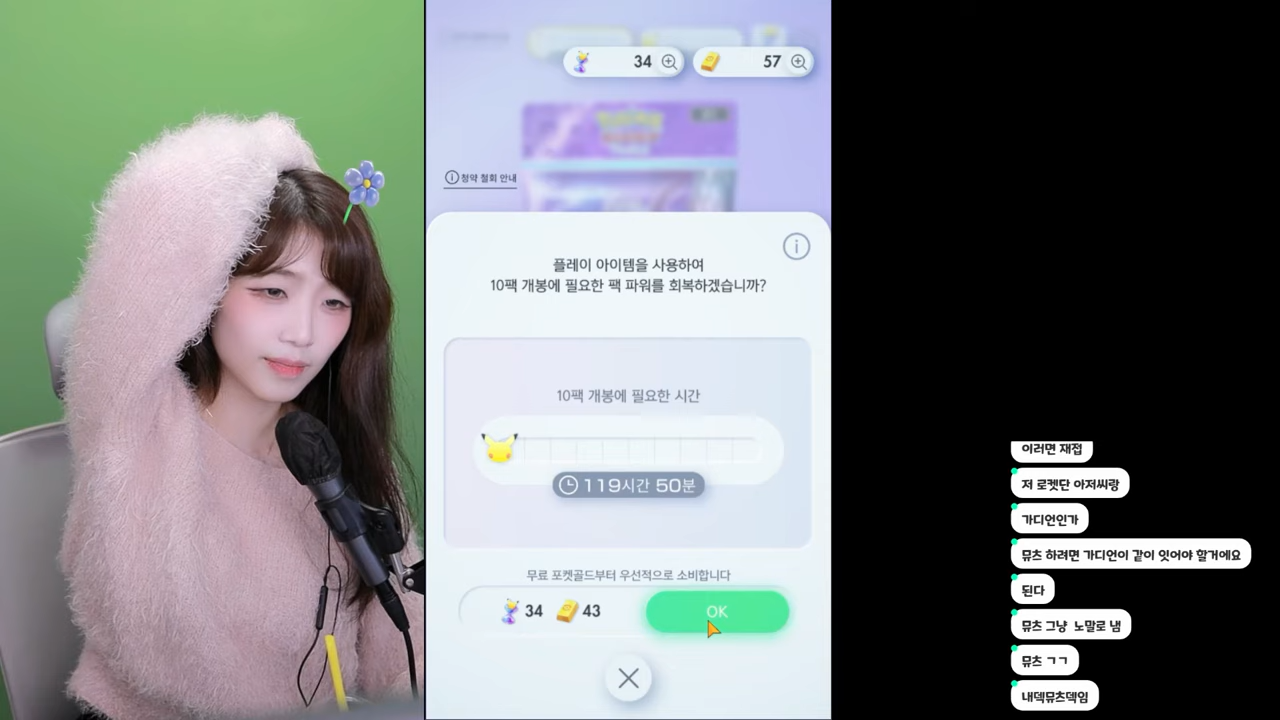 34
57
청약 철회 안내
플레이 아이템을 사용하여
10팩 개봉에 필요한 팩 파워를 회복하겠습니까?
10팩 개봉에 필요한 시간
119시간 50분
무료 포켓골드부터 우선적으로 소비합니다
34 43
OK
이러면 재접
저 로켓단 아저씨랑
가디언인가
뮤츠 하려면 가디언이 같이 잇어야 할거에요
된다
뮤츠 그냥 노말로 냄
뮤츠 ㄱㄱ
내덱뮤츠덱임